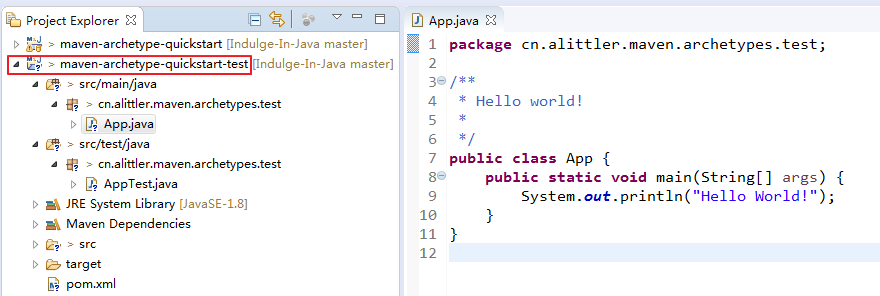 Project Explorer
> maven-archetype-quickstart [Indulge-In-Java master]
> maven-archetype-quickstart-test [Indulge-In-Java master]
> src/main/java
> cn.alittler.maven.archetypes.test
App.java
> src/test/java
> cn.alittler.maven.archetypes.test
AppTest.java
JRE System Library [JavaSE-1.8]
Maven Dependencies
> src
target
pom.xml
App.java
1 package cn.alittler.maven.archetypes.test;
2
3 /**
4 * Hello world!
5 *
6 */
7 public class App {
8 public static void main(String[] args) {
9 System.out.println("Hello World!");
10 }
11 }
12